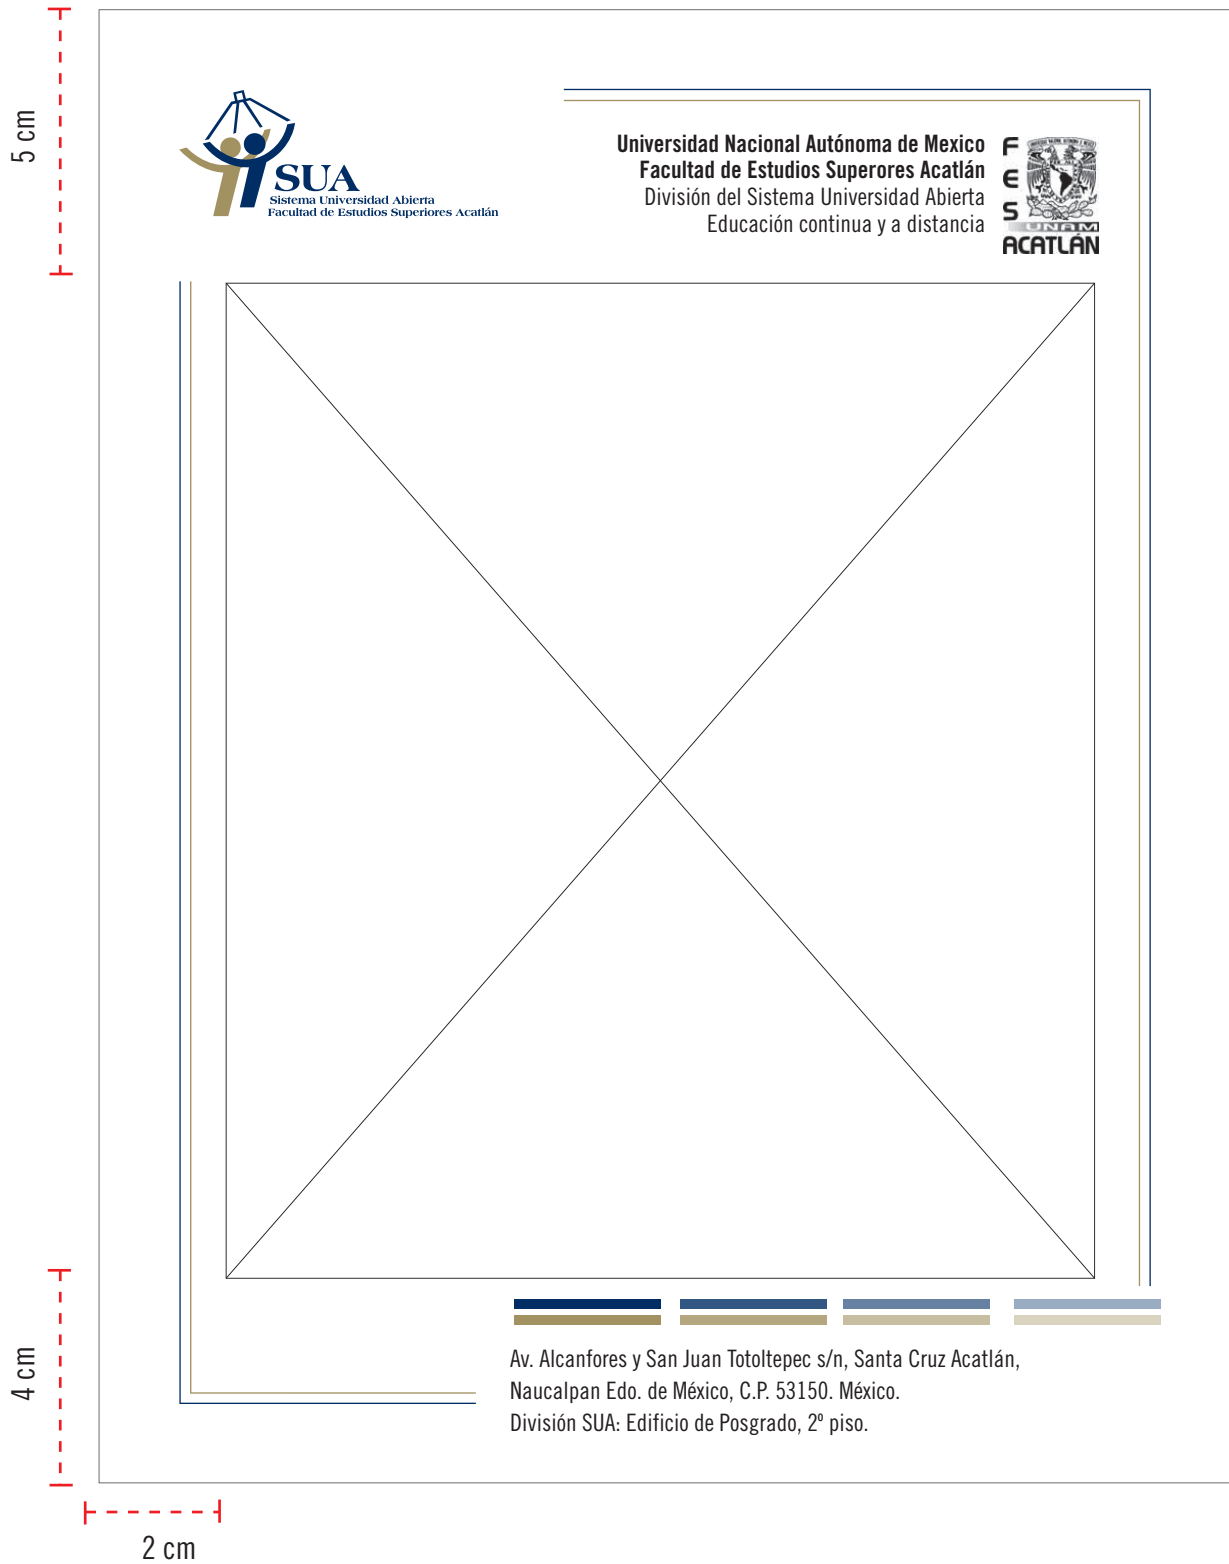 5 cm
SUA
Sistema Universidad Abierta
Facultad de Estudios Superiores Acatlán
Universidad Nacional Autónoma de Mexico
Facultad de Estudios Superores Acatlán
División del Sistema Universidad Abierta
Educación continua y a distancia
F
E
S
UNAM
ACATLÁN
4 cm
Av. Alcanfores y San Juan Totoltepec s/n, Santa Cruz Acatlán,
Naucalpan Edo. de México, C.P. 53150. México.
División SUA: Edificio de Posgrado, 2º piso.
2 cm